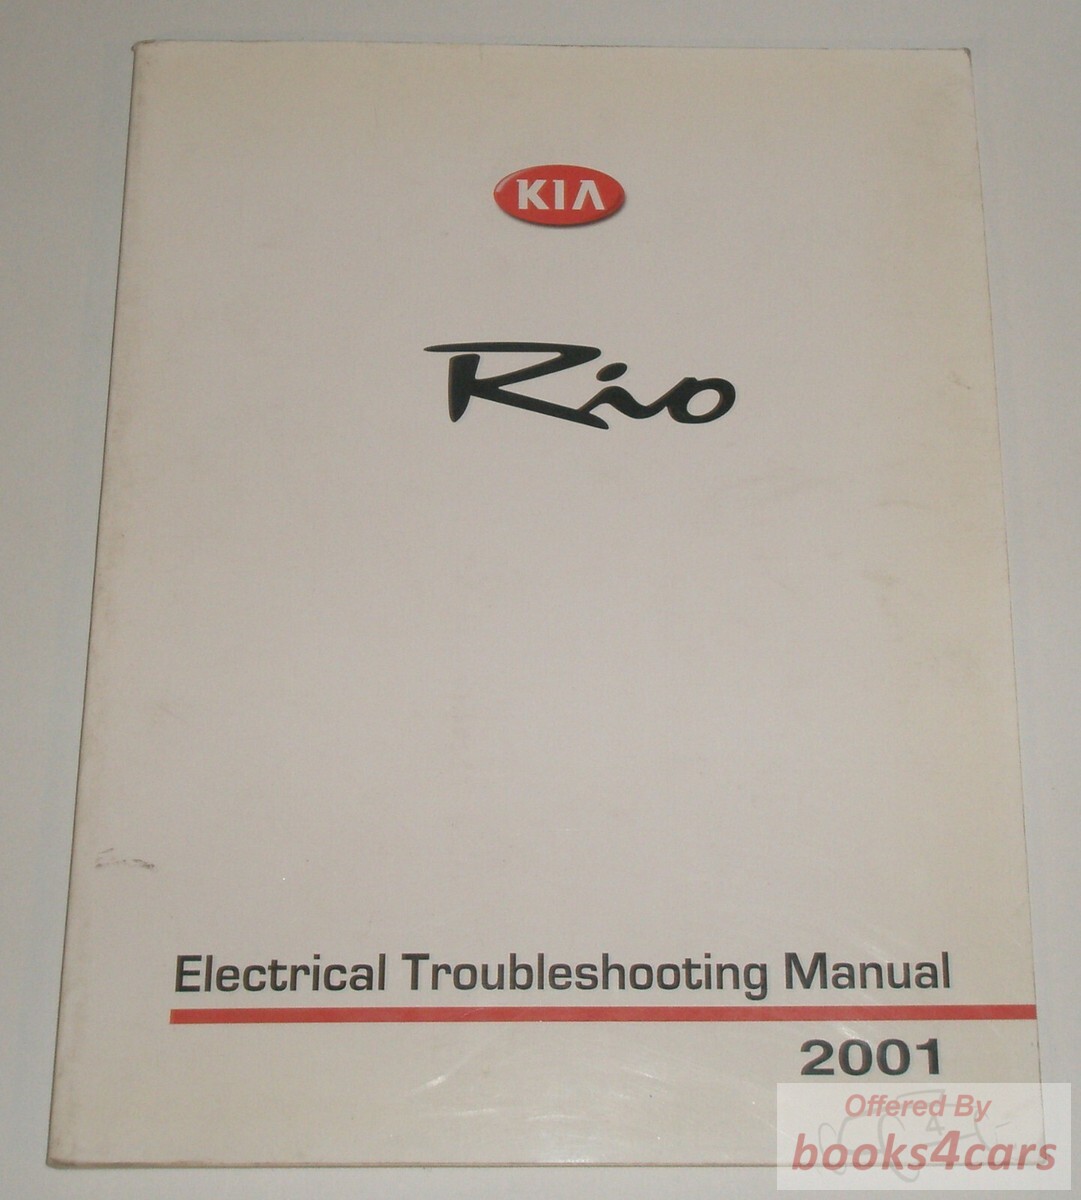 KIA
Rio
Electrical Troubleshooting Manual
2001
Offered By
books4cars